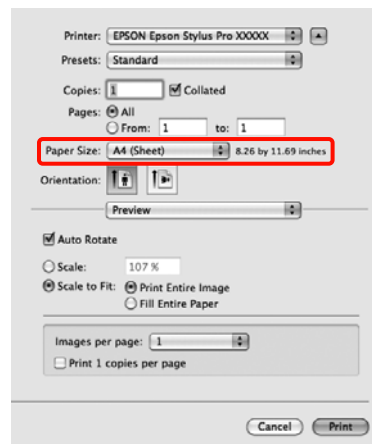 Printer: EPSON Epson Stylus Pro XXXXX
Presets: Standard
Copies: 1 Collated
Pages: All
From: 1 to: 1
Paper Size: A4 (Sheet) 8.26 by 11.69 inches
Orientation:
Preview
Auto Rotate
Scale: 107 %
Scale to Fit: Print Entire Image
Fill Entire Paper
Images per page: 1
Print 1 copies per page
Cancel Print